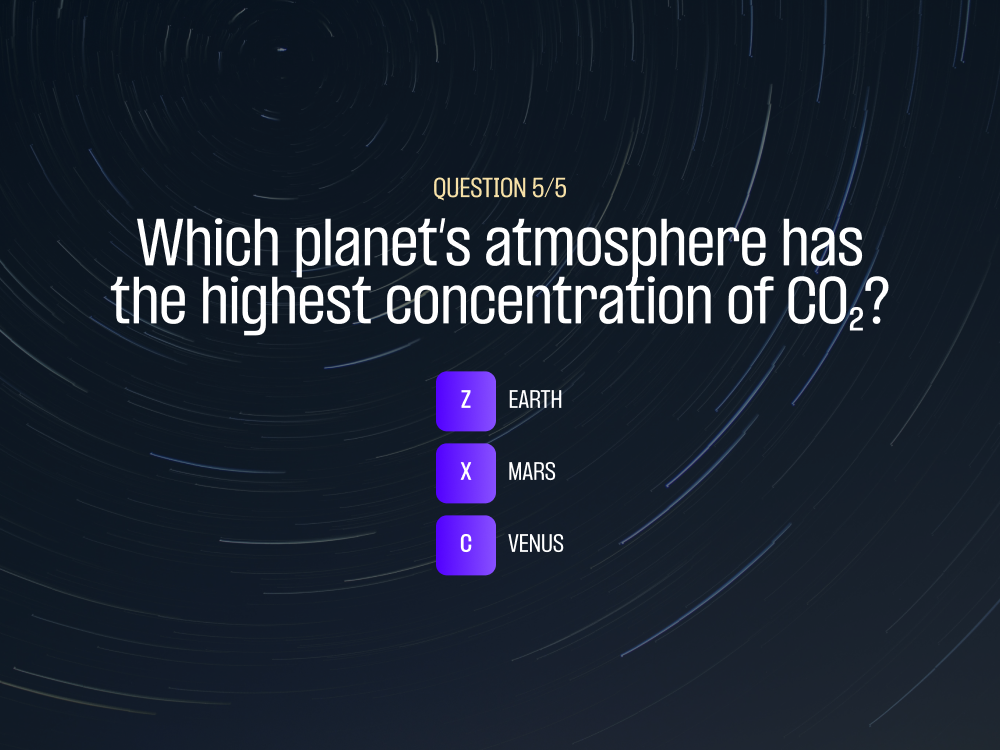 QUESTION 5/5
Which planet's atmosphere has
the highest concentration of CO₂?
Z EARTH
X MARS
C VENUS